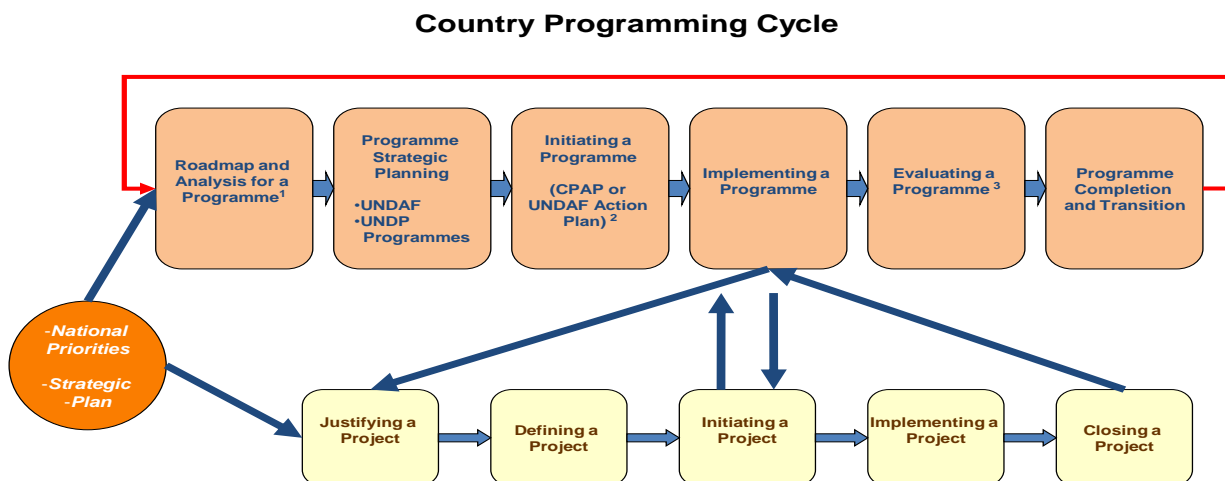 Country Programming Cycle
Roadmap and
Analysis for a
Programme1
Programme
Strategic
Planning
•UNDAF
•UNDP
Programmes
Initiating a
Programme
(CPAP or
UNDAF Action
Plan) 2
Implementing a
Programme
Evaluating a
Programme 3
Programme
Completion
and Transition
-National
Priorities
-Strategic
-Plan
Justifying a
Project
Defining a
Project
Initiating a
Project
Implementing a
Project
Closing a
Project